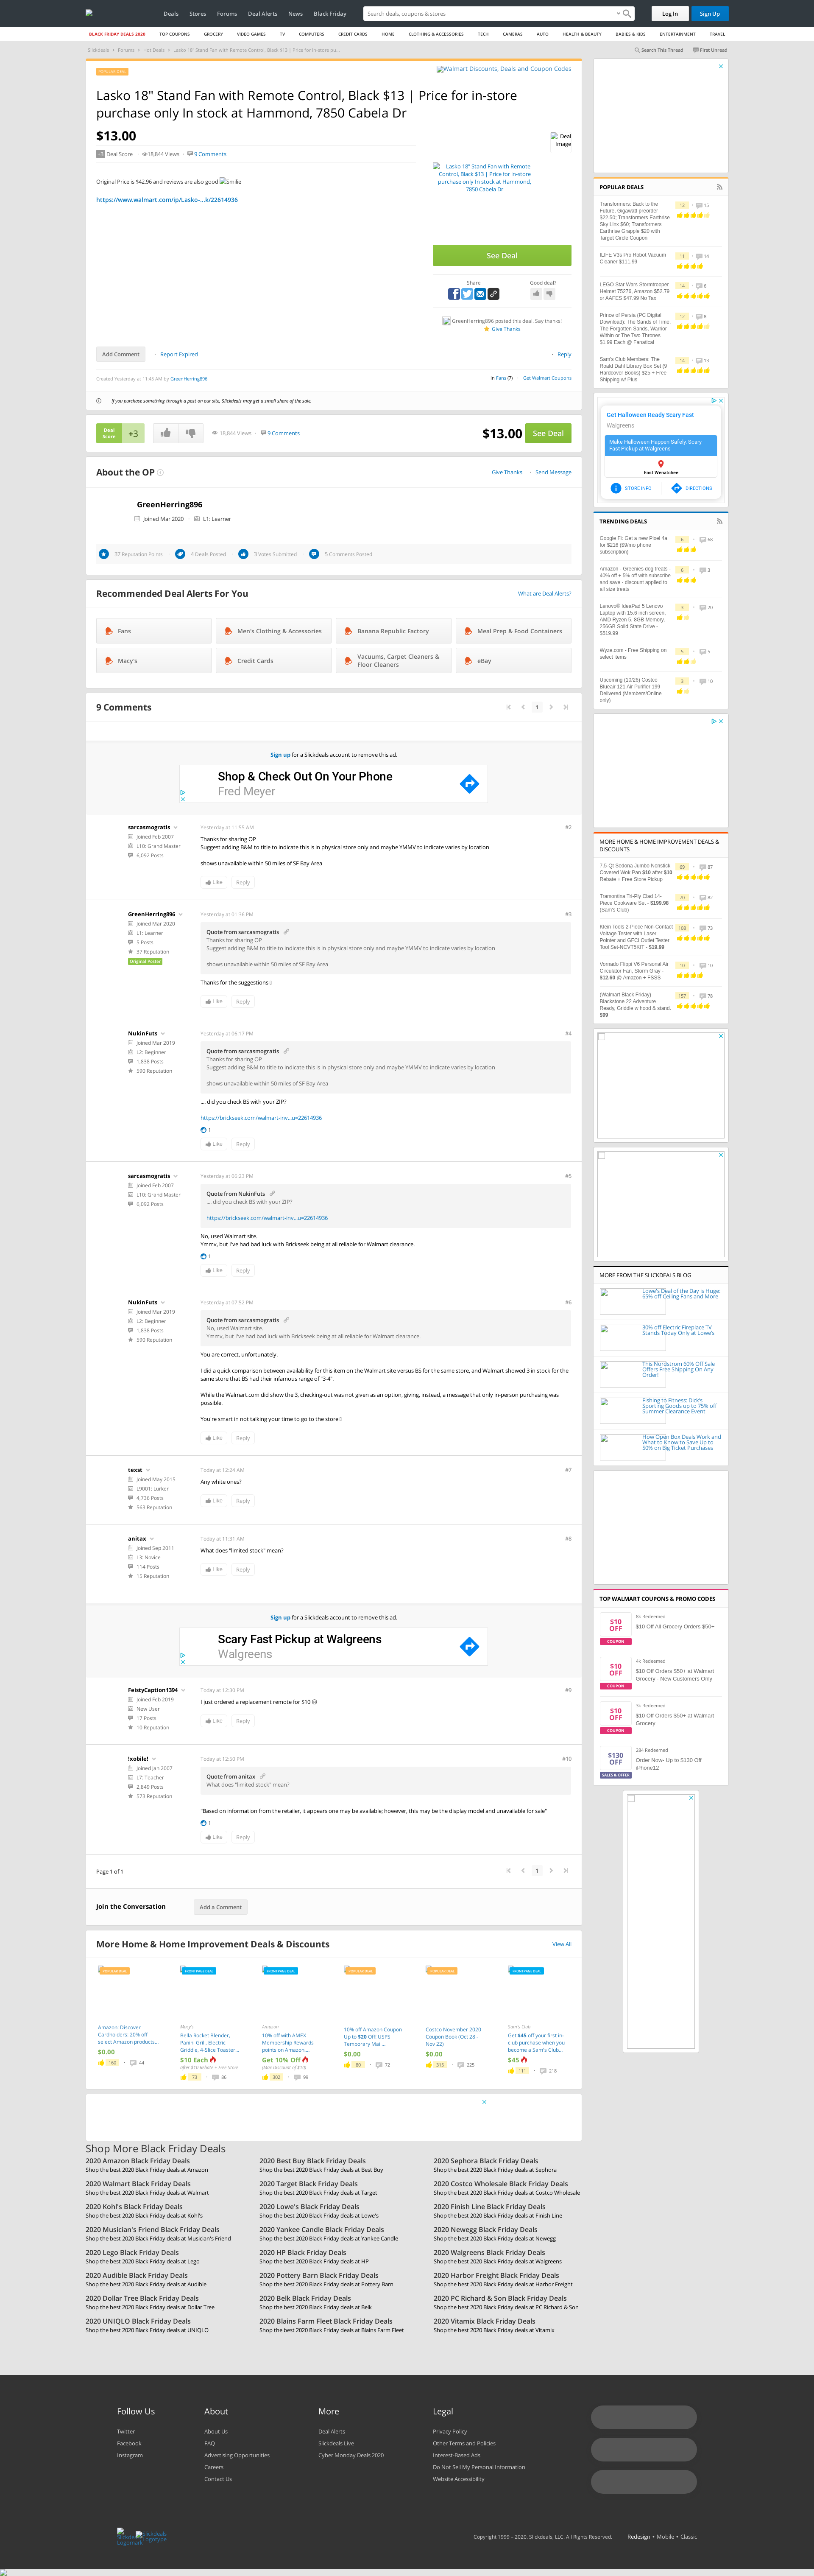 Deals Stores Forums Deal Alerts News Black Friday
Search deals, coupons & stores
Log In Sign Up
BLACK FRIDAY DEALS 2020 TOP COUPONS GROCERY VIDEO GAMES TV COMPUTERS CREDIT CARDS HOME CLOTHING & ACCESSORIES TECH CAMERAS AUTO HEALTH & BEAUTY BABIES & KIDS ENTERTAINMENT TRAVEL
Slickdeals Forums Hot Deals Lasko 18" Stand Fan with Remote Control, Black $13 | Price for in-store pu...
Search This Thread First Unread
POPULAR DEAL
Walmart Discounts, Deals and Coupon Codes
Lasko 18" Stand Fan with Remote Control, Black $13 | Price for in-store purchase only In stock at Hammond, 7850 Cabela Dr
$13.00
+3 Deal Score 18,844 Views 9 Comments
Deal Image
Original Price is $42.96 and reviews are also good Smilie
https://www.walmart.com/ip/Lasko-...k/22614936
Lasko 18" Stand Fan with Remote Control, Black $13 | Price for in-store purchase only In stock at Hammond, 7850 Cabela Dr
See Deal
Share Good deal?
GreenHerring896 posted this deal. Say thanks!
Give Thanks
Add Comment Report Expired Reply
Created Yesterday at 11:45 AM by GreenHerring896
in Fans (7) Get Walmart Coupons
If you purchase something through a post on our site, Slickdeals may get a small share of the sale.
Deal Score +3 18,844 Views 9 Comments $13.00 See Deal
About the OP
Give Thanks Send Message
GreenHerring896
Joined Mar 2020 L1: Learner
37 Reputation Points 4 Deals Posted 3 Votes Submitted 5 Comments Posted
Recommended Deal Alerts For You
What are Deal Alerts?
Fans Men's Clothing & Accessories Banana Republic Factory Meal Prep & Food Containers
Macy's Credit Cards Vacuums, Carpet Cleaners & Floor Cleaners eBay
9 Comments
1
Sign up for a Slickdeals account to remove this ad.
Shop & Check Out On Your Phone
Fred Meyer
sarcasmogratis
Joined Feb 2007
L10: Grand Master
6,092 Posts
Yesterday at 11:55 AM #2
Thanks for sharing OP
Suggest adding B&M to title to indicate this is in physical store only and maybe YMMV to indicate varies by location
shows unavailable within 50 miles of SF Bay Area
Like Reply
GreenHerring896
Joined Mar 2020
L1: Learner
5 Posts
37 Reputation
Original Poster
Yesterday at 01:36 PM #3
Quote from sarcasmogratis
Thanks for sharing OP
Suggest adding B&M to title to indicate this is in physical store only and maybe YMMV to indicate varies by location
shows unavailable within 50 miles of SF Bay Area
Thanks for the suggestions
Like Reply
NukinFuts
Joined Mar 2019
L2: Beginner
1,838 Posts
590 Reputation
Yesterday at 06:17 PM #4
Quote from sarcasmogratis
Thanks for sharing OP
Suggest adding B&M to title to indicate this is in physical store only and maybe YMMV to indicate varies by location
shows unavailable within 50 miles of SF Bay Area
.... did you check BS with your ZIP?
https://brickseek.com/walmart-inv...u=22614936
1
Like Reply
sarcasmogratis
Joined Feb 2007
L10: Grand Master
6,092 Posts
Yesterday at 06:23 PM #5
Quote from NukinFuts
.... did you check BS with your ZIP?
https://brickseek.com/walmart-inv...u=22614936
No, used Walmart site.
Ymmv, but I've had bad luck with Brickseek being at all reliable for Walmart clearance.
1
Like Reply
NukinFuts
Joined Mar 2019
L2: Beginner
1,838 Posts
590 Reputation
Yesterday at 07:52 PM #6
Quote from sarcasmogratis
No, used Walmart site.
Ymmv, but I've had bad luck with Brickseek being at all reliable for Walmart clearance.
You are correct, unfortunately.
I did a quick comparison between availability for this item on the Walmart site versus BS for the same store, and Walmart showed 3 in stock for the same store that BS had their infamous range of "3-4".
While the Walmart.com did show the 3, checking-out was not given as an option, giving, instead, a message that only in-person purchasing was possible.
You're smart in not talking your time to go to the store
Like Reply
texst
Joined May 2015
L9001: Lurker
4,736 Posts
563 Reputation
Today at 12:24 AM #7
Any white ones?
Like Reply
anitax
Joined Sep 2011
L3: Novice
114 Posts
15 Reputation
Today at 11:31 AM #8
What does "limited stock" mean?
Like Reply
Sign up for a Slickdeals account to remove this ad.
Scary Fast Pickup at Walgreens
Walgreens
FeistyCaption1394
Joined Feb 2019
New User
17 Posts
10 Reputation
Today at 12:30 PM #9
I just ordered a replacement remote for $10
Like Reply
!xobile!
Joined Jan 2007
L7: Teacher
2,849 Posts
573 Reputation
Today at 12:50 PM #10
Quote from anitax
What does "limited stock" mean?
"Based on information from the retailer, it appears one may be available; however, this may be the display model and unavailable for sale"
1
Like Reply
Page 1 of 1
1
Join the Conversation Add a Comment
More Home & Home Improvement Deals & Discounts
View All
Amazon: Discover Cardholders: 20% off select Amazon products...
$0.00
160 44
FRONTPAGE DEAL
Macy's
Bella Rocket Blender, Panini Grill, Electric Griddle, 4-Slice Toaster...
$10 Each
after $10 Rebate + Free Store
73 86
FRONTPAGE DEAL
Amazon
10% off with AMEX Membership Rewards points on Amazon....
Get 10% Off
(Max Discount of $10)
302 99
10% off Amazon Coupon Up to $20 Off! USPS Temporary Mail...
$0.00
80 73
Costco November 2020 Coupon Book (Oct 28 - Nov 22)
$0.00
315 225
FRONTPAGE DEAL
Sam's Club
Get $45 off your first in-club purchase when you become a Sam's Club...
$45
111 218
Shop More Black Friday Deals
2020 Amazon Black Friday Deals
Shop the best 2020 Black Friday deals at Amazon
2020 Best Buy Black Friday Deals
Shop the best 2020 Black Friday deals at Best Buy
2020 Sephora Black Friday Deals
Shop the best 2020 Black Friday deals at Sephora
2020 Walmart Black Friday Deals
Shop the best 2020 Black Friday deals at Walmart
2020 Target Black Friday Deals
Shop the best 2020 Black Friday deals at Target
2020 Costco Wholesale Black Friday Deals
Shop the best 2020 Black Friday deals at Costco Wholesale
2020 Kohl's Black Friday Deals
Shop the best 2020 Black Friday deals at Kohl's
2020 Lowe's Black Friday Deals
Shop the best 2020 Black Friday deals at Lowe's
2020 Finish Line Black Friday Deals
Shop the best 2020 Black Friday deals at Finish Line
2020 Musician's Friend Black Friday Deals
Shop the best 2020 Black Friday deals at Musician's Friend
2020 Yankee Candle Black Friday Deals
Shop the best 2020 Black Friday deals at Yankee Candle
2020 Newegg Black Friday Deals
Shop the best 2020 Black Friday deals at Newegg
2020 Lego Black Friday Deals
Shop the best 2020 Black Friday deals at Lego
2020 HP Black Friday Deals
Shop the best 2020 Black Friday deals at HP
2020 Walgreens Black Friday Deals
Shop the best 2020 Black Friday deals at Walgreens
2020 Audible Black Friday Deals
Shop the best 2020 Black Friday deals at Audible
2020 Pottery Barn Black Friday Deals
Shop the best 2020 Black Friday deals at Pottery Barn
2020 Harbor Freight Black Friday Deals
Shop the best 2020 Black Friday deals at Harbor Freight
2020 Dollar Tree Black Friday Deals
Shop the best 2020 Black Friday deals at Dollar Tree
2020 Belk Black Friday Deals
Shop the best 2020 Black Friday deals at Belk
2020 PC Richard & Son Black Friday Deals
Shop the best 2020 Black Friday deals at PC Richard & Son
2020 UNIQLO Black Friday Deals
Shop the best 2020 Black Friday deals at UNIQLO
2020 Blains Farm Fleet Black Friday Deals
Shop the best 2020 Black Friday deals at Blains Farm Fleet
2020 Vitamix Black Friday Deals
Shop the best 2020 Black Friday deals at Vitamix
POPULAR DEALS
Transformers: Back to the Future, Gigawatt preorder $22.50; Transformers Earthrise Sky Linx $60; Transformers Earthrise Grapple $20 with Target Circle Coupon
12 15
ILIFE V3s Pro Robot Vacuum Cleaner $111.99
11 14
LEGO Star Wars Stormtrooper Helmet 75276, Amazon $52.79 or AAFES $47.99 No Tax
14 6
Prince of Persia (PC Digital Download): The Sands of Time, The Forgotten Sands, Warrior Within or The Two Thrones $1.99 Each @ Fanatical
12 8
Sam's Club Members: The Roald Dahl Library Box Set (9 Hardcover Books) $25 + Free Shipping w/ Plus
14 13
Get Halloween Ready Scary Fast
Walgreens
Make Halloween Happen Safely. Scary Fast Pickup at Walgreens
East Wenatchee
STORE INFO DIRECTIONS
TRENDING DEALS
Google Fi: Get a new Pixel 4a for $216 ($9/mo phone subscription)
6 68
Amazon - Greenies dog treats - 40% off + 5% off with subscribe and save - discount applied to all size treats
6 3
Lenovo® IdeaPad 5 Lenovo Laptop with 15.6 inch screen, AMD Ryzen 5, 8GB Memory, 256GB Solid State Drive - $519.99
3 20
Wyze.com - Free Shipping on select items
5 5
Upcoming (10/26) Costco Blueair 121 Air Purifier 199 Delivered (Members/Online only)
3 10
MORE HOME & HOME IMPROVEMENT DEALS & DISCOUNTS
7.5-Qt Sedona Jumbo Nonstick Covered Wok Pan $10 after $10 Rebate + Free Store Pickup
69 87
Tramontina Tri-Ply Clad 14-Piece Cookware Set - $199.98 (Sam's Club)
70 82
Klein Tools 2-Piece Non-Contact Voltage Tester with Laser Pointer and GFCI Outlet Tester Tool Set-NCVT5KIT - $19.99
108 73
Vornado Flippi V6 Personal Air Circulator Fan, Storm Gray - $12.60 @ Amazon + FSSS
10 10
(Walmart Black Friday) Blackstone 22 Adventure Ready, Griddle w hood & stand. $99
157 78
MORE FROM THE SLICKDEALS BLOG
Lowe's Deal of the Day is Huge: 65% off Ceiling Fans and More
30% off Electric Fireplace TV Stands Today Only at Lowe's
This Nordstrom 60% Off Sale Offers Free Shipping On Any Order!
Fishing to Fitness: Dick's Sporting Goods up to 75% off Summer Clearance Event
How Open Box Deals Work and What to Know to Save Up to 50% on Big Ticket Purchases
TOP WALMART COUPONS & PROMO CODES
$10 OFF COUPON
8k Redeemed
$10 Off All Grocery Orders $50+
$10 OFF COUPON
4k Redeemed
$10 Off Orders $50+ at Walmart Grocery - New Customers Only
$10 OFF COUPON
3k Redeemed
$10 Off Orders $50+ at Walmart Grocery
$130 OFF SALES & OFFER
284 Redeemed
Order Now- Up to $130 Off iPhone12
Follow Us
Twitter
Facebook
Instagram
About
About Us
FAQ
Advertising Opportunities
Careers
Contact Us
More
Deal Alerts
Slickdeals Live
Cyber Monday Deals 2020
Legal
Privacy Policy
Other Terms and Policies
Interest-Based Ads
Do Not Sell My Personal Information
Website Accessibility
Slickdeals Logotype
Copyright 1999 - 2020. Slickdeals, LLC. All Rights Reserved. Redesign • Mobile • Classic